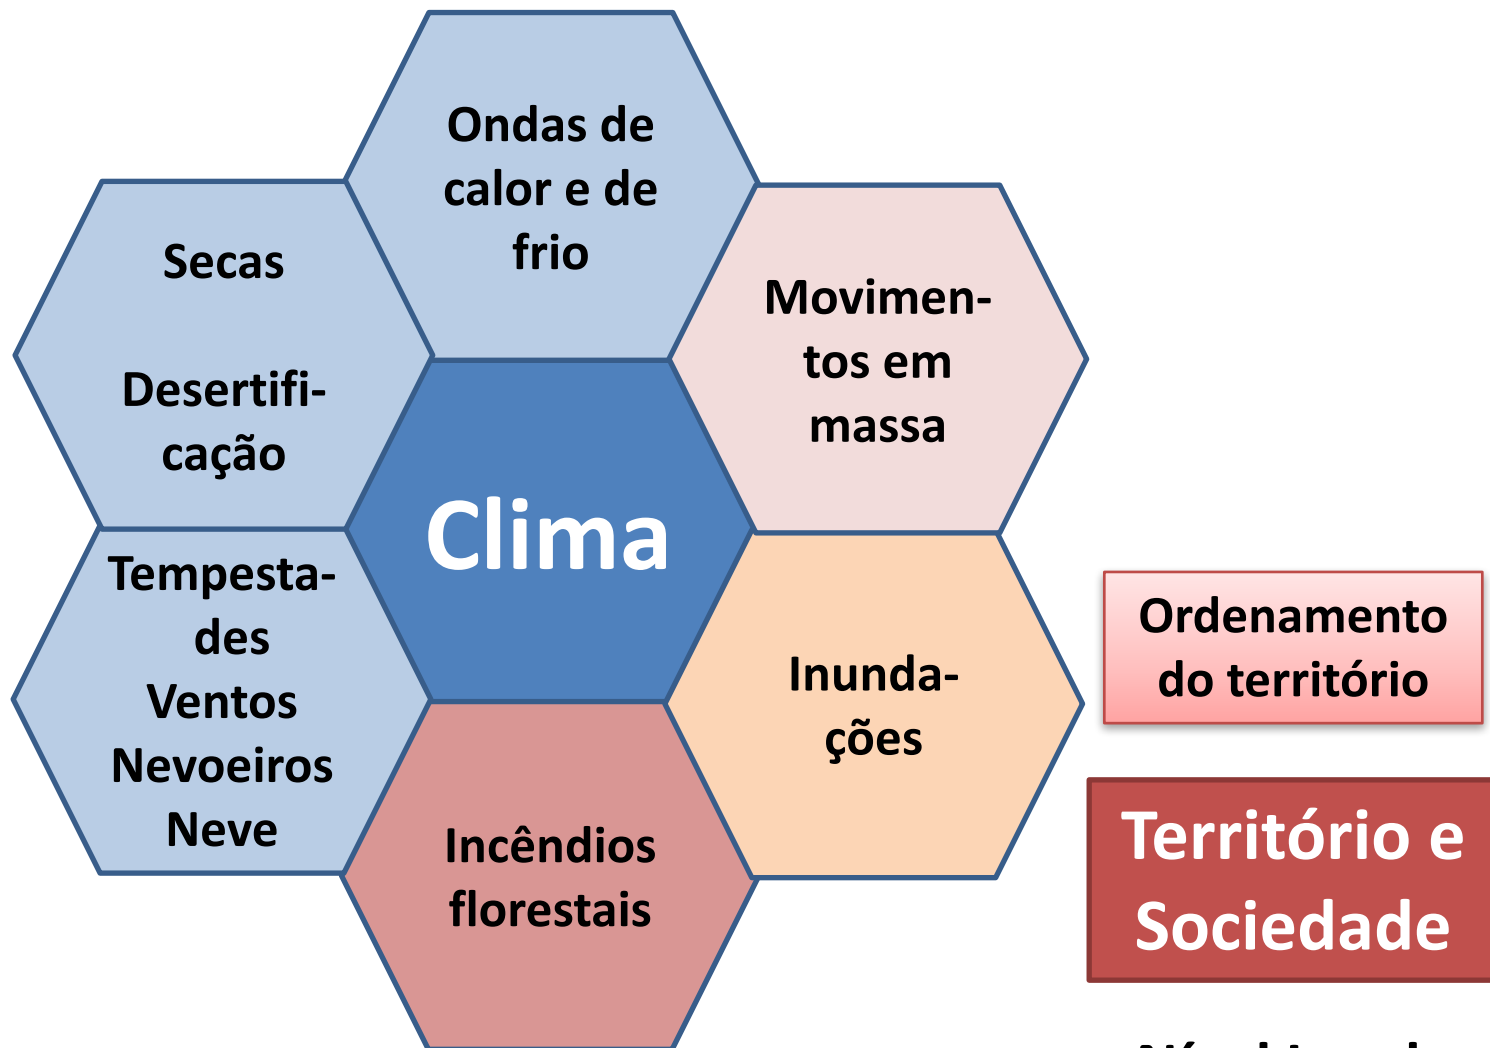 Ondas de
calor e de
frio
Secas
Desertifi-
cação
Movimen-
tos em
massa
Clima
Tempesta-
des
Ventos
Nevoeiros
Neve
Inunda-
ções
Incêndios
florestais
Ordenamento
do território
Território e
Sociedade